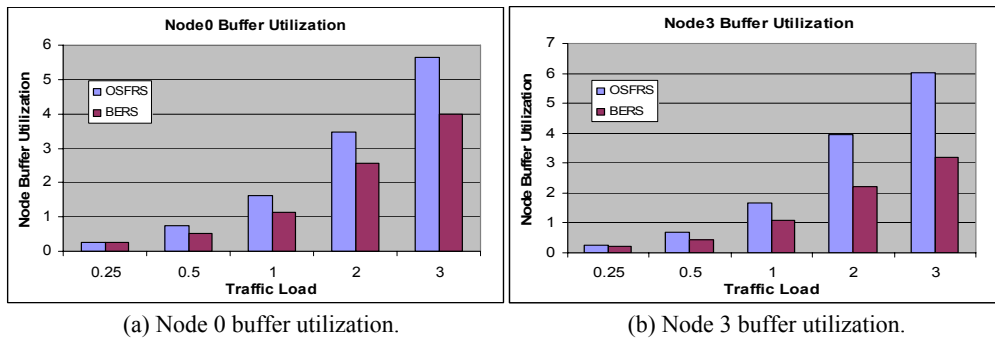 Node0 Buffer Utilization
Node Buffer Utilization
6
5
4
3
2
1
0
OSFRS
BERS
0.25 0.5 1 2 3
Traffic Load
(a) Node 0 buffer utilization.
Node3 Buffer Utilization
Node Buffer Utilization
7
6
5
4
3
2
1
0
OSFRS
BERS
0.25 0.5 1 2 3
Traffic Load
(b) Node 3 buffer utilization.